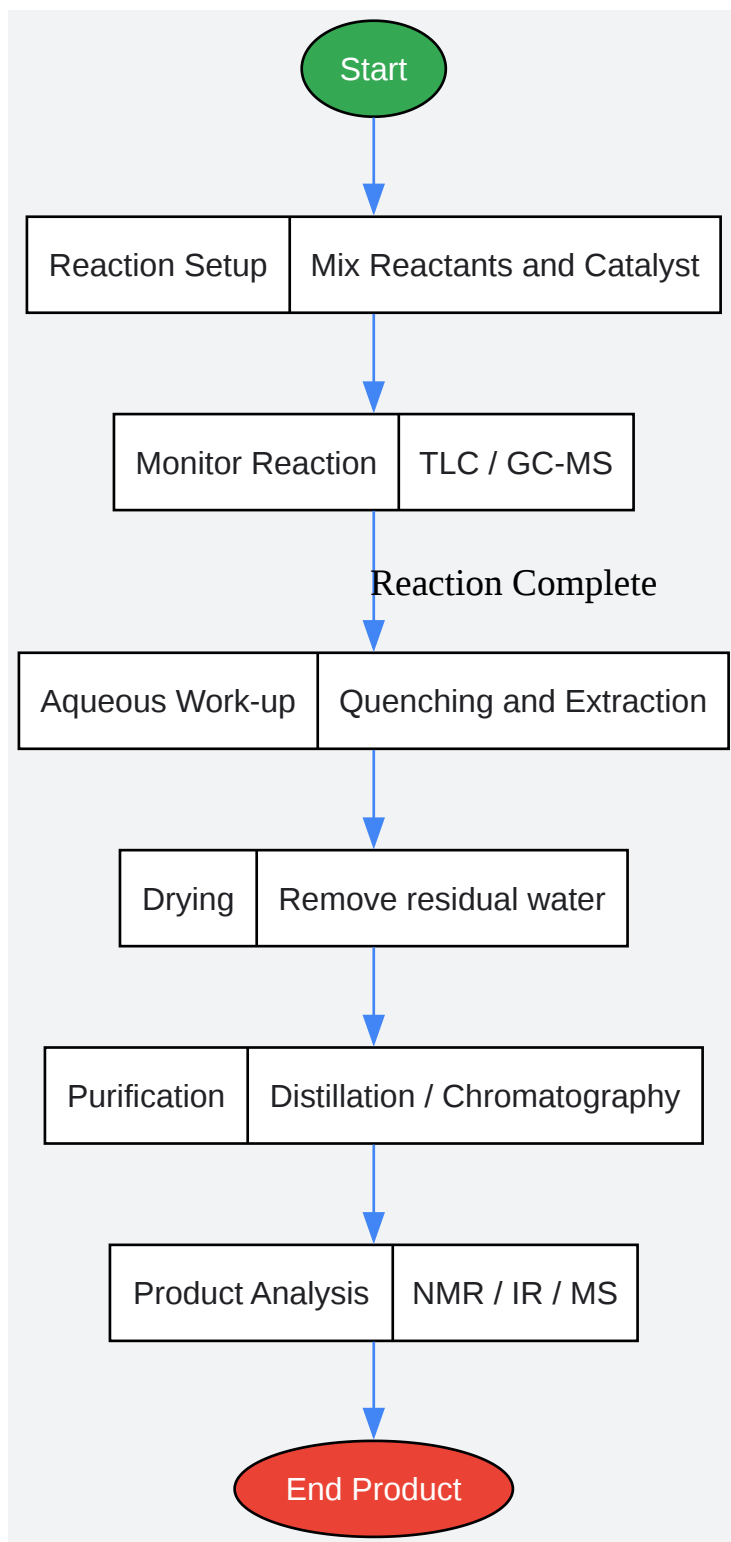 Start
Reaction Setup
Mix Reactants and Catalyst
Monitor Reaction
TLC / GC-MS
Reaction Complete
Aqueous Work-up
Quenching and Extraction
Drying
Remove residual water
Purification
Distillation / Chromatography
Product Analysis
NMR / IR / MS
End Product